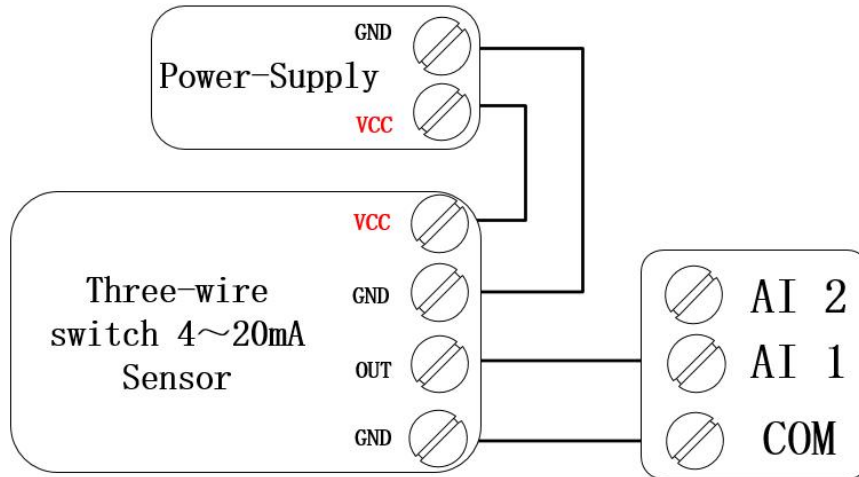 GND
Power-Supply
VCC
VCC
Three-wire
switch 4～20mA
Sensor
GND
OUT
GND
AI 2
AI 1
COM